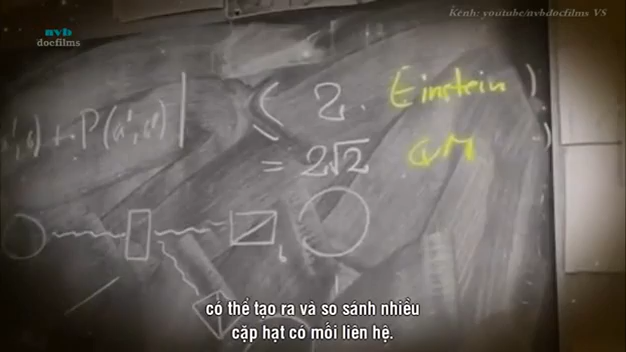 nvb
docfilms
Kênh: youtube/nvbdocfilms VS
+ P(a', b')| ⟨ 2. Einstein )
= 2√2 QM
b
có thể tạo ra và so sánh nhiều
cặp hạt có mối liên hệ.